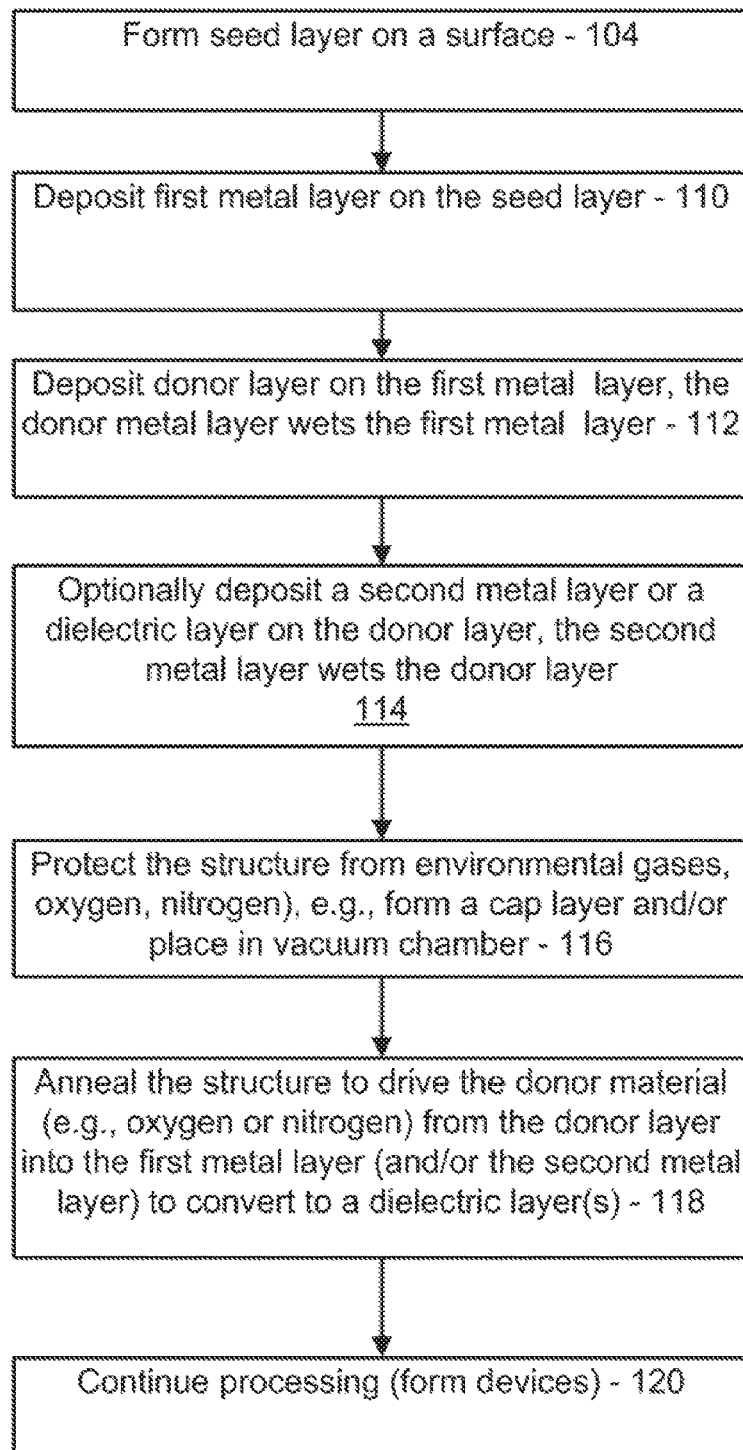 Form seed layer on a surface - 104
Deposit first metal layer on the seed layer - 110
Deposit donor layer on the first metal layer, the
donor metal layer wets the first metal layer - 112
Optionally deposit a second metal layer or a
dielectric layer on the donor layer, the second
metal layer wets the donor layer
114
Protect the structure from environmental gases,
oxygen, nitrogen), e.g., form a cap layer and/or
place in vacuum chamber - 116
Anneal the structure to drive the donor material
(e.g., oxygen or nitrogen) from the donor layer
into the first metal layer (and/or the second metal
layer) to convert to a dielectric layer(s) - 118
Continue processing (form devices) - 120